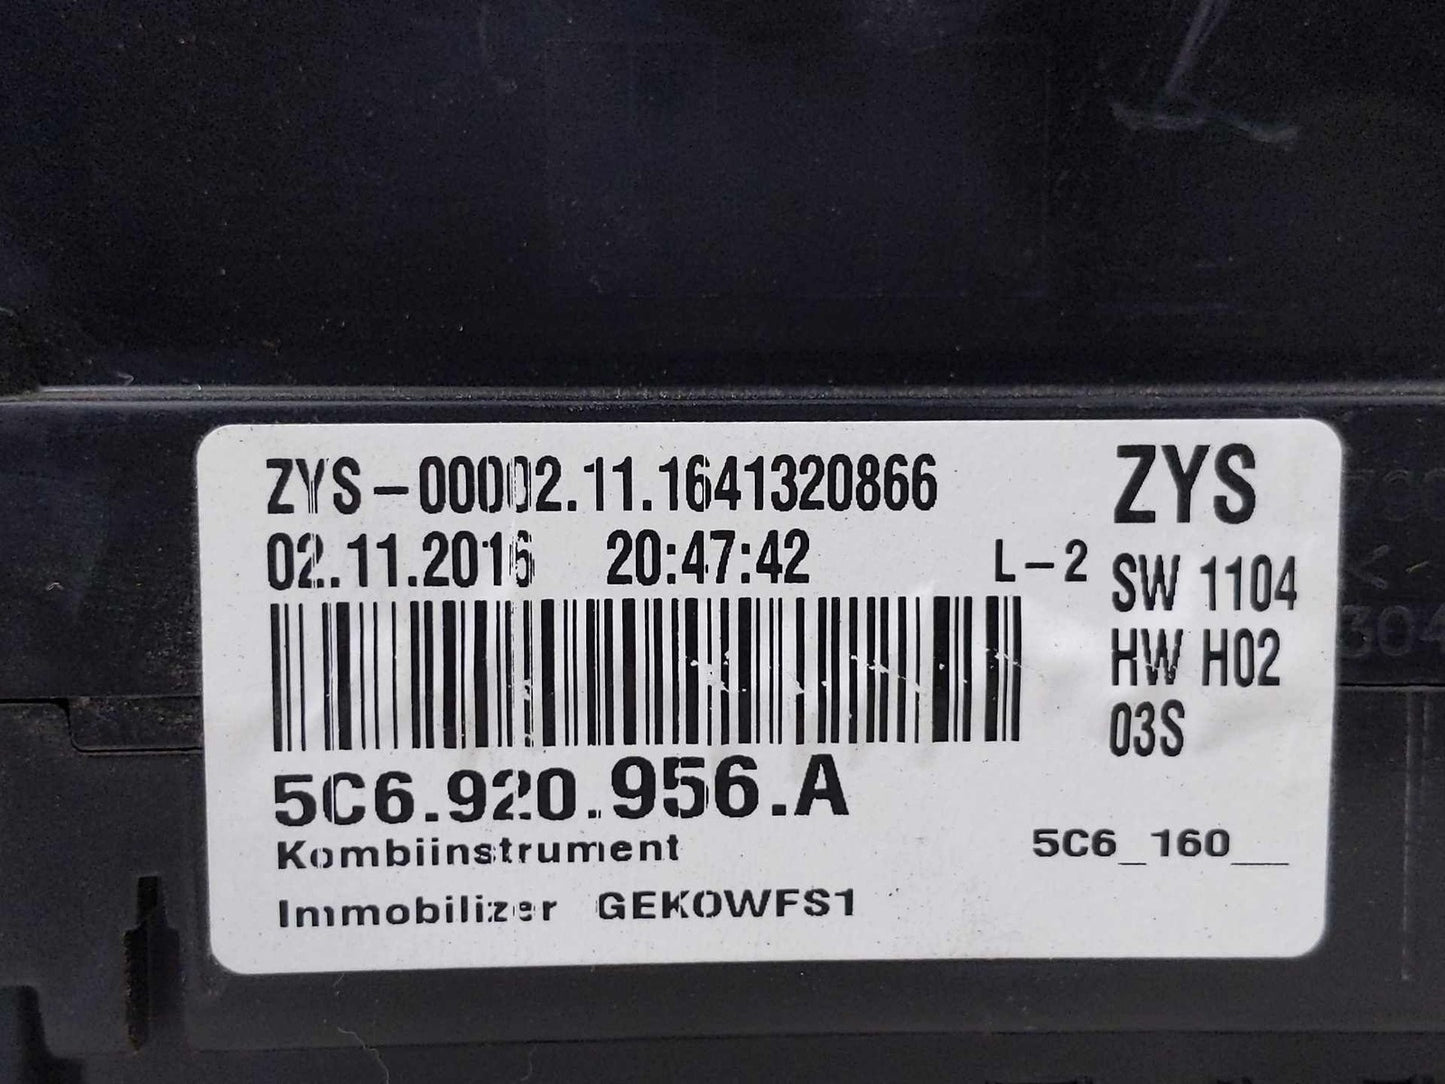 ZYS-00002.11.1641320866
02.11.2016 20:47:42 L-2
ZYS
SW 1104
HW H02
03S
5C6.920.956.A
Kombiinstrument
5C6_160__
Immobilizer GEKOWFS1